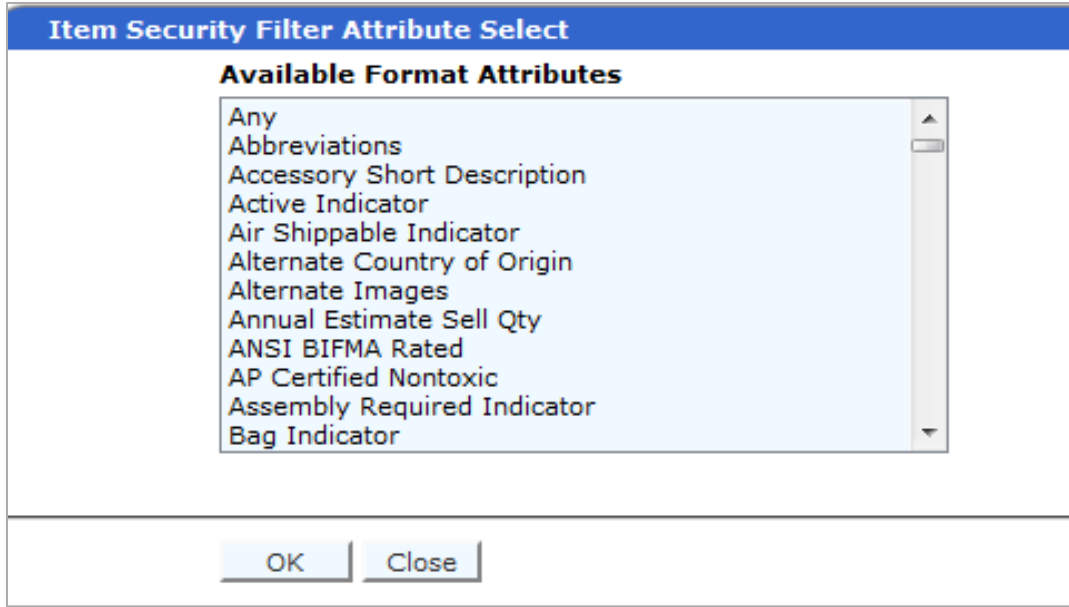 Item Security Filter Attribute Select
Available Format Attributes
Any
Abbreviations
Accessory Short Description
Active Indicator
Air Shippable Indicator
Alternate Country of Origin
Alternate Images
Annual Estimate Sell Qty
ANSI BIFMA Rated
AP Certified Nontoxic
Assembly Required Indicator
Bag Indicator
OK Close